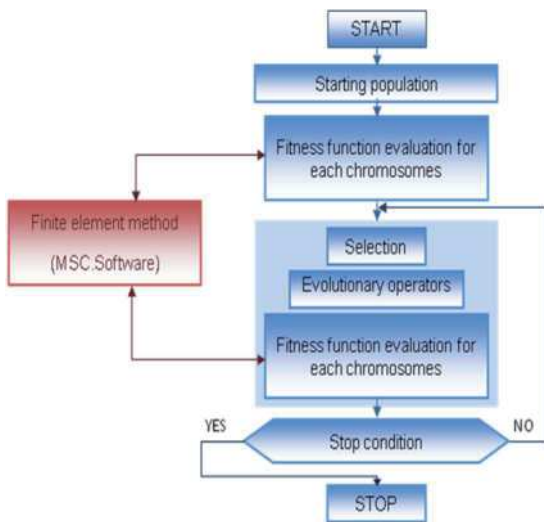 START
Starting population
Fitness function evaluation for
each chromosomes
Finite element method
(MSC.Software)
Selection
Evolutionary operators
Fitness function evaluation for
each chromosomes
YES
NO
Stop condition
STOP